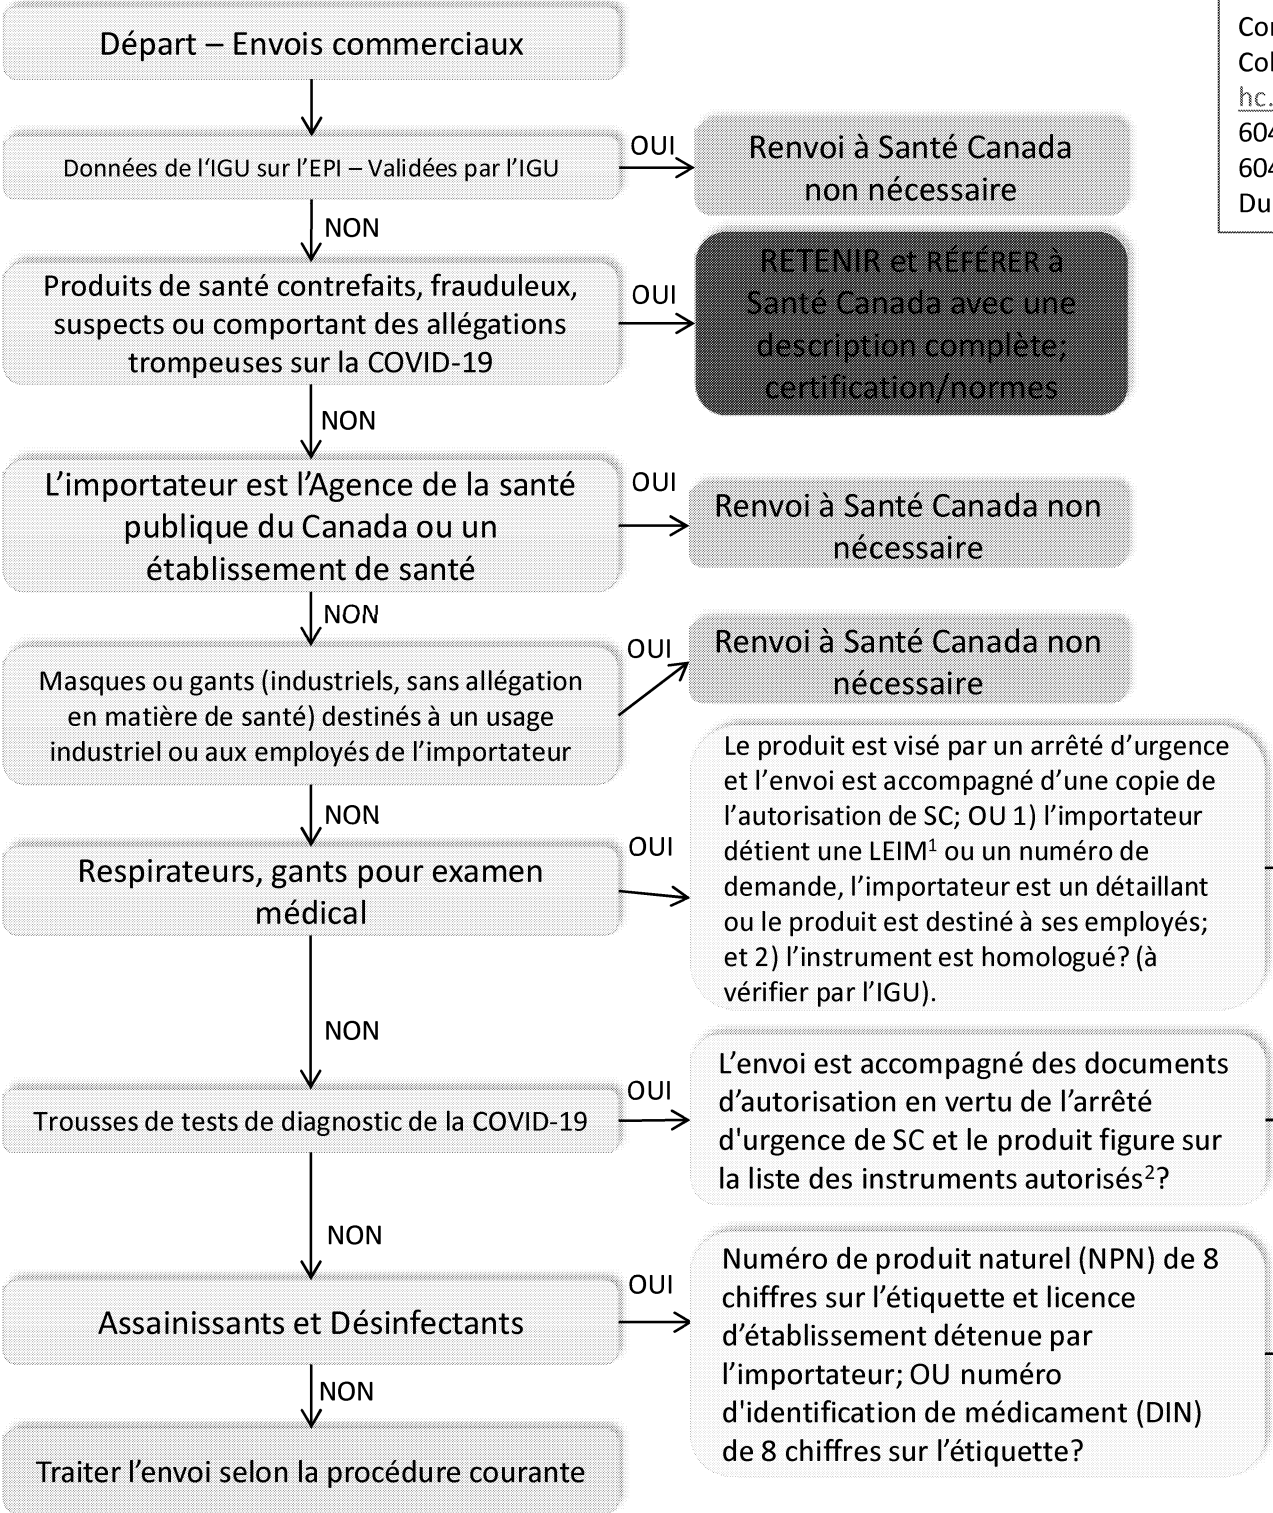 Départ – Envois commerciaux
Données de l‘IGU sur l’EPI – Validées par l’IGU
OUI
Renvoi à Santé Canada
non nécessaire
NON
Produits de santé contrefaits, frauduleux,
suspects ou comportant des allégations
trompeuses sur la COVID-19
OUI
RETENIR et RÉFÉRER à
Santé Canada avec une
description complète;
certification/normes
NON
L’importateur est l’Agence de la santé
publique du Canada ou un
établissement de santé
OUI
Renvoi à Santé Canada non
nécessaire
NON
Masques ou gants (industriels, sans allégation
en matière de santé) destinés à un usage
industriel ou aux employés de l’importateur
OUI
Renvoi à Santé Canada non
nécessaire
NON
Respirateurs, gants pour examen
médical
OUI
Le produit est visé par un arrêté d’urgence
et l’envoi est accompagné d’une copie de
l’autorisation de SC; OU 1) l’importateur
détient une LEIM¹ ou un numéro de
demande, l’importateur est un détaillant
ou le produit est destiné à ses employés;
et 2) l’instrument est homologué? (à
vérifier par l’IGU).
NON
Trousses de tests de diagnostic de la COVID-19
OUI
L’envoi est accompagné des documents
d’autorisation en vertu de l’arrêté
d'urgence de SC et le produit figure sur
la liste des instruments autorisés²?
NON
Assainissants et Désinfectants
OUI
Numéro de produit naturel (NPN) de 8
chiffres sur l’étiquette et licence
d’établissement détenue par
l’importateur; OU numéro
d'identification de médicament (DIN)
de 8 chiffres sur l’étiquette?
NON
Traiter l’envoi selon la procédure courante
Col
hc.
604
604
Du